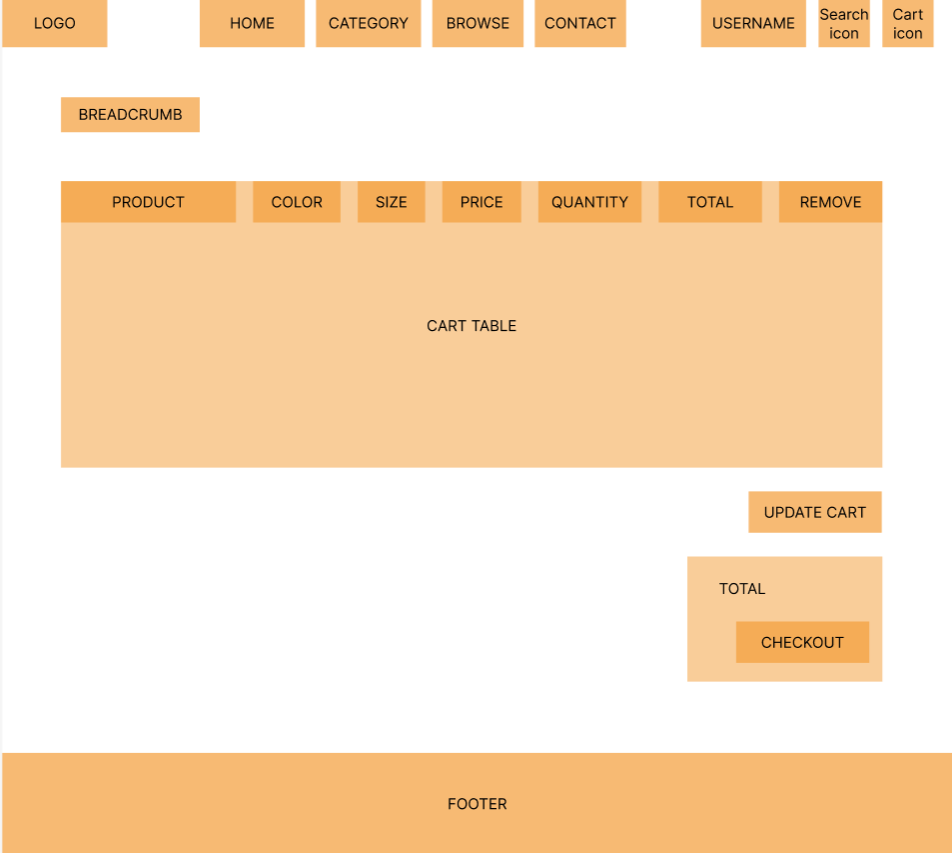 LOGO
HOME
CATEGORY
BROWSE
CONTACT
USERNAME
Search
icon
Cart
icon
BREADCRUMB
PRODUCT
COLOR
SIZE
PRICE
QUANTITY
TOTAL
REMOVE
CART TABLE
UPDATE CART
TOTAL
CHECKOUT
FOOTER